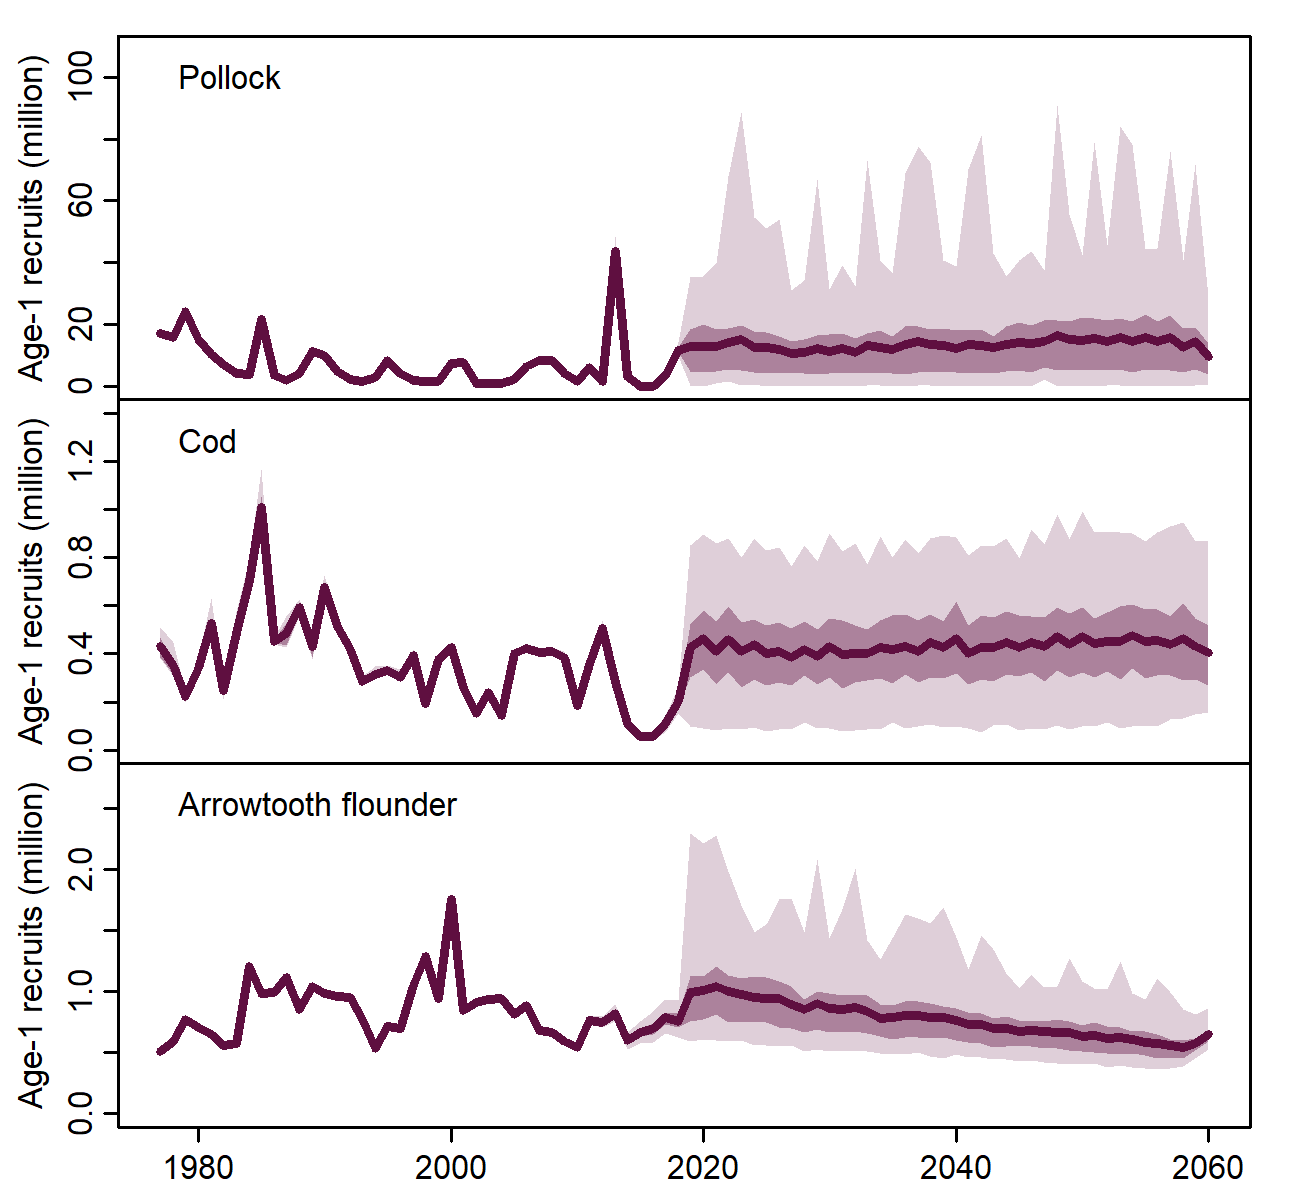 Pollock
Age-1 recruits (million)
100
60
20
0
Cod
Age-1 recruits (million)
1.2
0.8
0.4
0.0
Arrowtooth flounder
Age-1 recruits (million)
2.0
1.0
0.0
1980 2000 2020 2040 2060